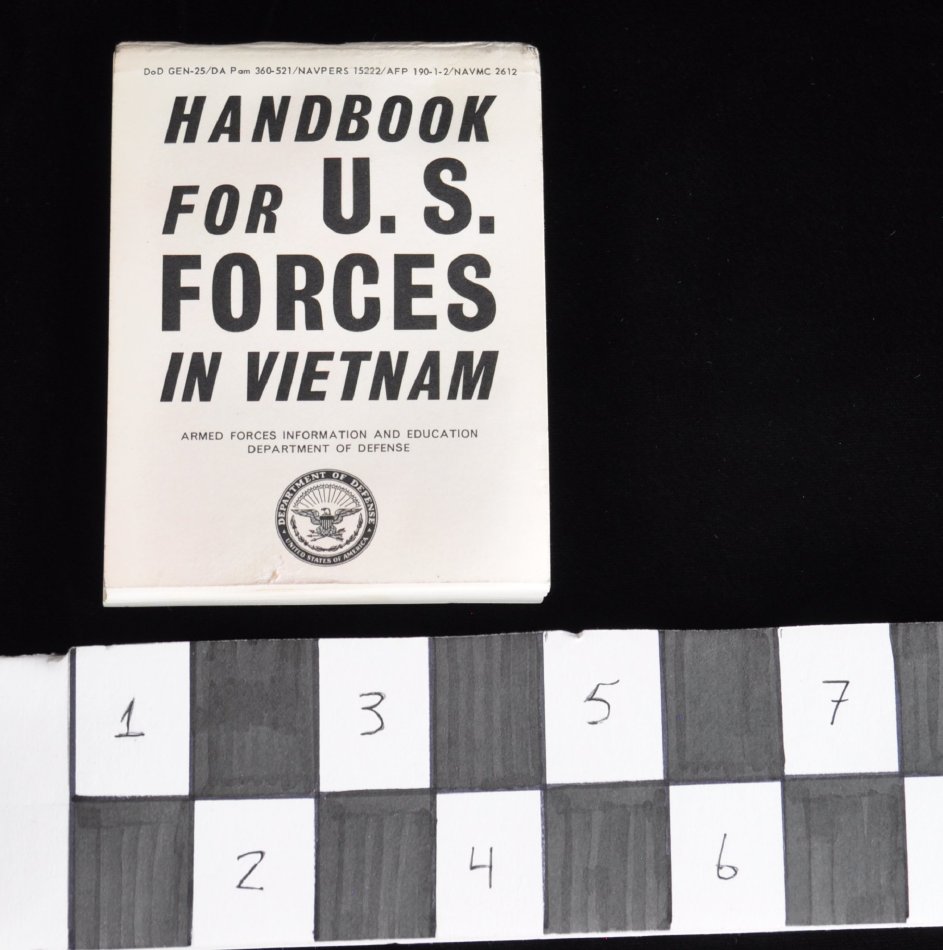 DoD GEN-25/DA Pam 360-521/NAVPERS 15222/AFP 190-1-2/NAVMC 2612
HANDBOOK
FOR U. S.
FORCES
IN VIETNAM
ARMED FORCES INFORMATION AND EDUCATION
DEPARTMENT OF DEFENSE
DEPARTMENT OF DEFENSE
UNITED STATES OF AMERICA
1 3 5 7
2 4 6